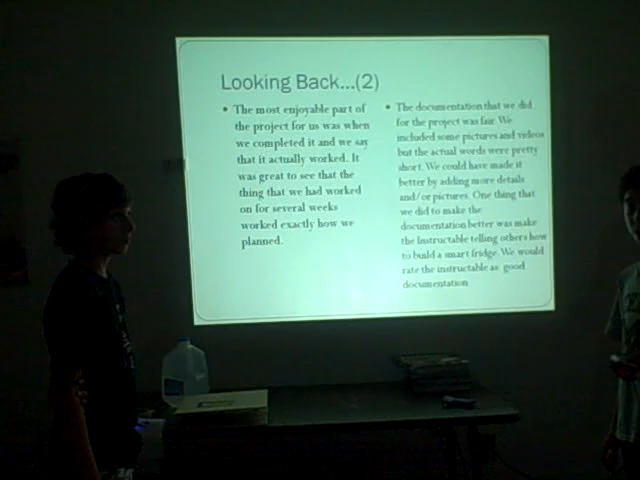 Looking Back...(2)
• The most enjoyable part of
the project for us was when
we completed it and we say
that it actually worked. It
was great to see that the
thing that we had worked
on for several weeks
worked exactly how we
planned.
• The documentation that we did
for the project was fair. We
included some pictures and videos
but the actual words were pretty
short. We could have made it
better by adding more details
and/or pictures. One thing that
we did to make the
documentation better was make
the Instructable telling others how
to build a smart fridge. We would
rate the instructable as good
documentation